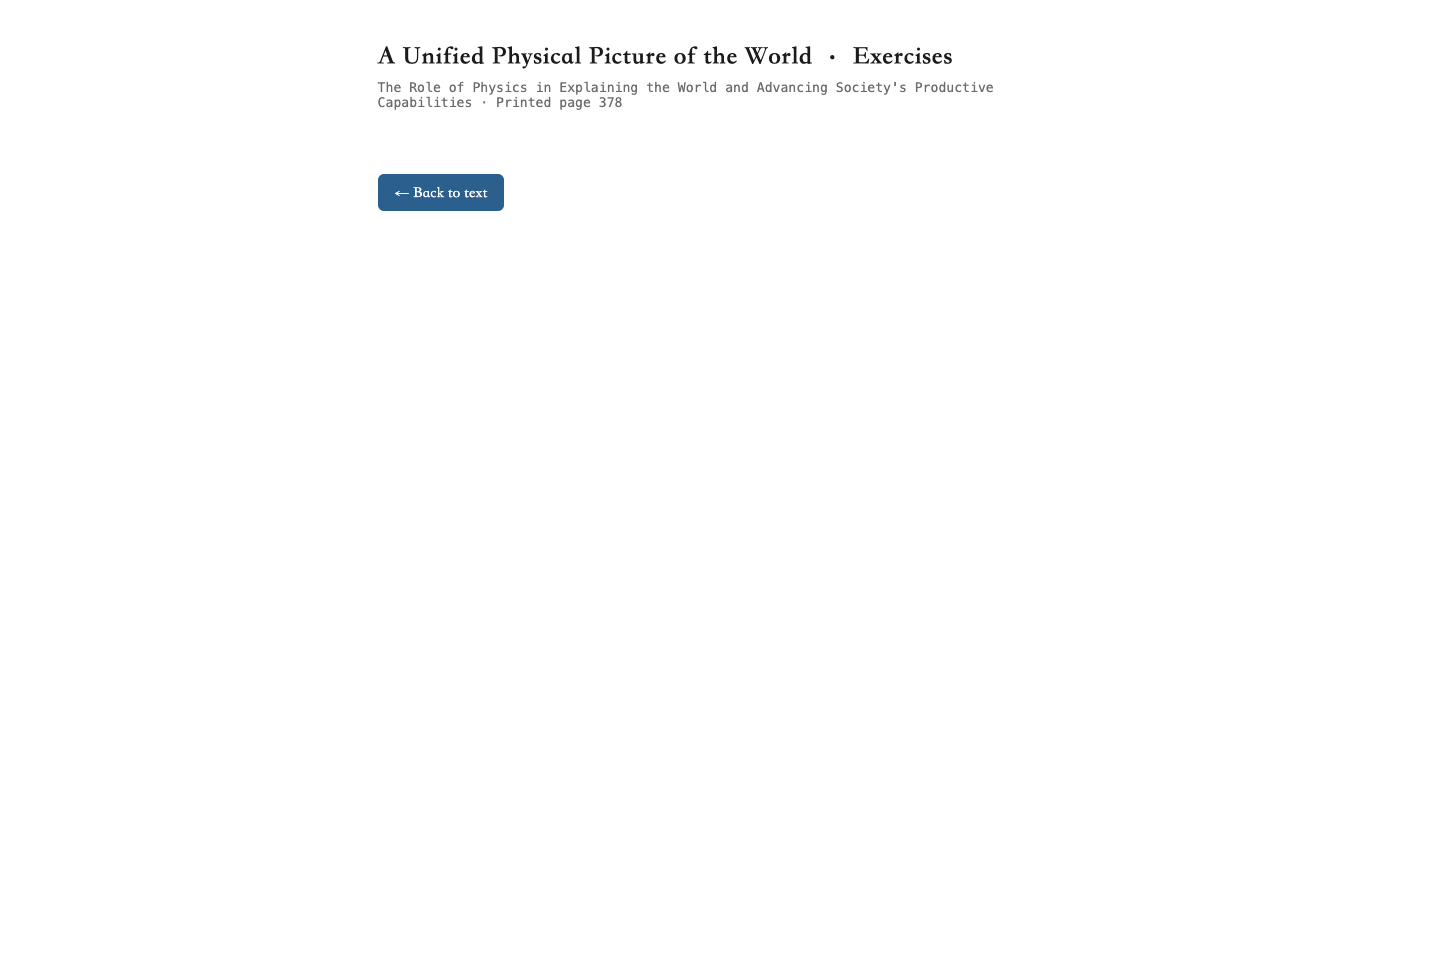 A Unified Physical Picture of the World · Exercises
The Role of Physics in Explaining the World and Advancing Society's Productive
Capabilities · Printed page 378
← Back to text